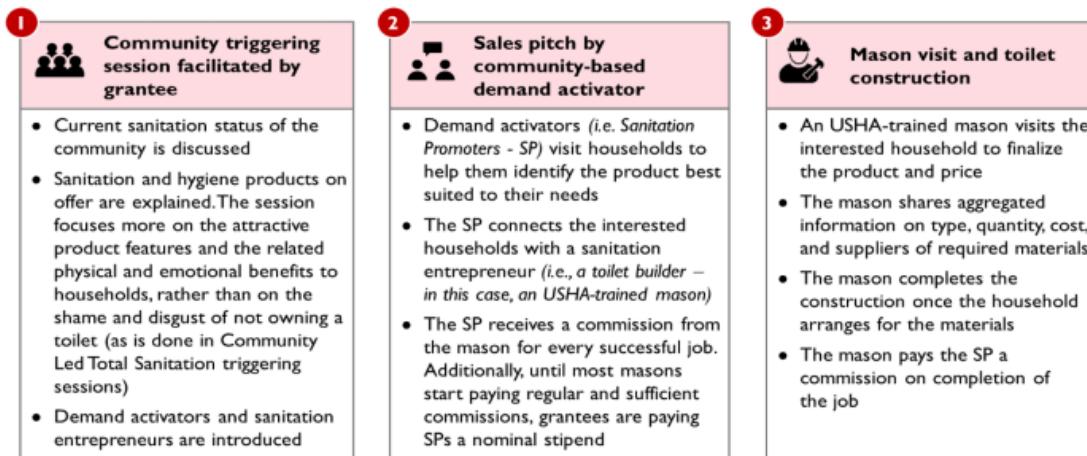 1
Community triggering
session facilitated by
grantee
● Current sanitation status of the
community is discussed
● Sanitation and hygiene products on
offer are explained. The session
focuses more on the attractive
product features and the related
physical and emotional benefits to
households, rather than on the
shame and disgust of not owning a
toilet (as is done in Community
Led Total Sanitation triggering
sessions)
● Demand activators and sanitation
entrepreneurs are introduced
2
Sales pitch by
community-based
demand activator
● Demand activators (i.e. Sanitation
Promoters - SP) visit households to
help them identify the product best
suited to their needs
● The SP connects the interested
households with a sanitation
entrepreneur (i.e., a toilet builder –
in this case, an USHA-trained mason)
● The SP receives a commission from
the mason for every successful job.
Additionally, until most masons
start paying regular and sufficient
commissions, grantees are paying
SPs a nominal stipend
3
Mason visit and toilet
construction
● An USHA-trained mason visits the
interested household to finalize
the product and price
● The mason shares aggregated
information on type, quantity, cost,
and suppliers of required materials
● The mason completes the
construction once the household
arranges for the materials
● The mason pays the SP a
commission on completion of
the job